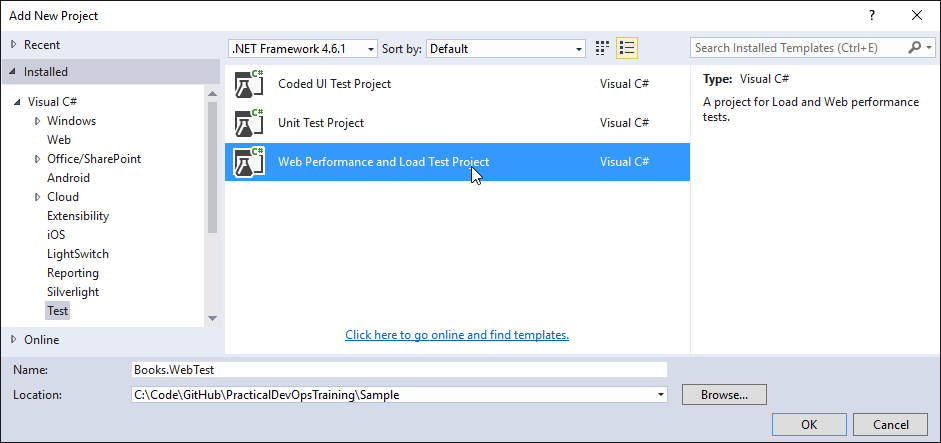 Add New Project
?
Recent
.NET Framework 4.6.1
Sort by:
Default
Search Installed Templates (Ctrl+E)
Installed
Visual C#
Windows
Web
Office/SharePoint
Android
Cloud
Extensibility
iOS
LightSwitch
Reporting
Silverlight
Test
Online
C#
Coded UI Test Project
Visual C#
C#
Unit Test Project
Visual C#
C#
Web Performance and Load Test Project
Visual C#
Click here to go online and find templates.
Type: Visual C#
A project for Load and Web performance
tests.
Name:
Books.WebTest
Location:
C:\Code\GitHub\PracticalDevOpsTraining\Sample
Browse...
OK
Cancel